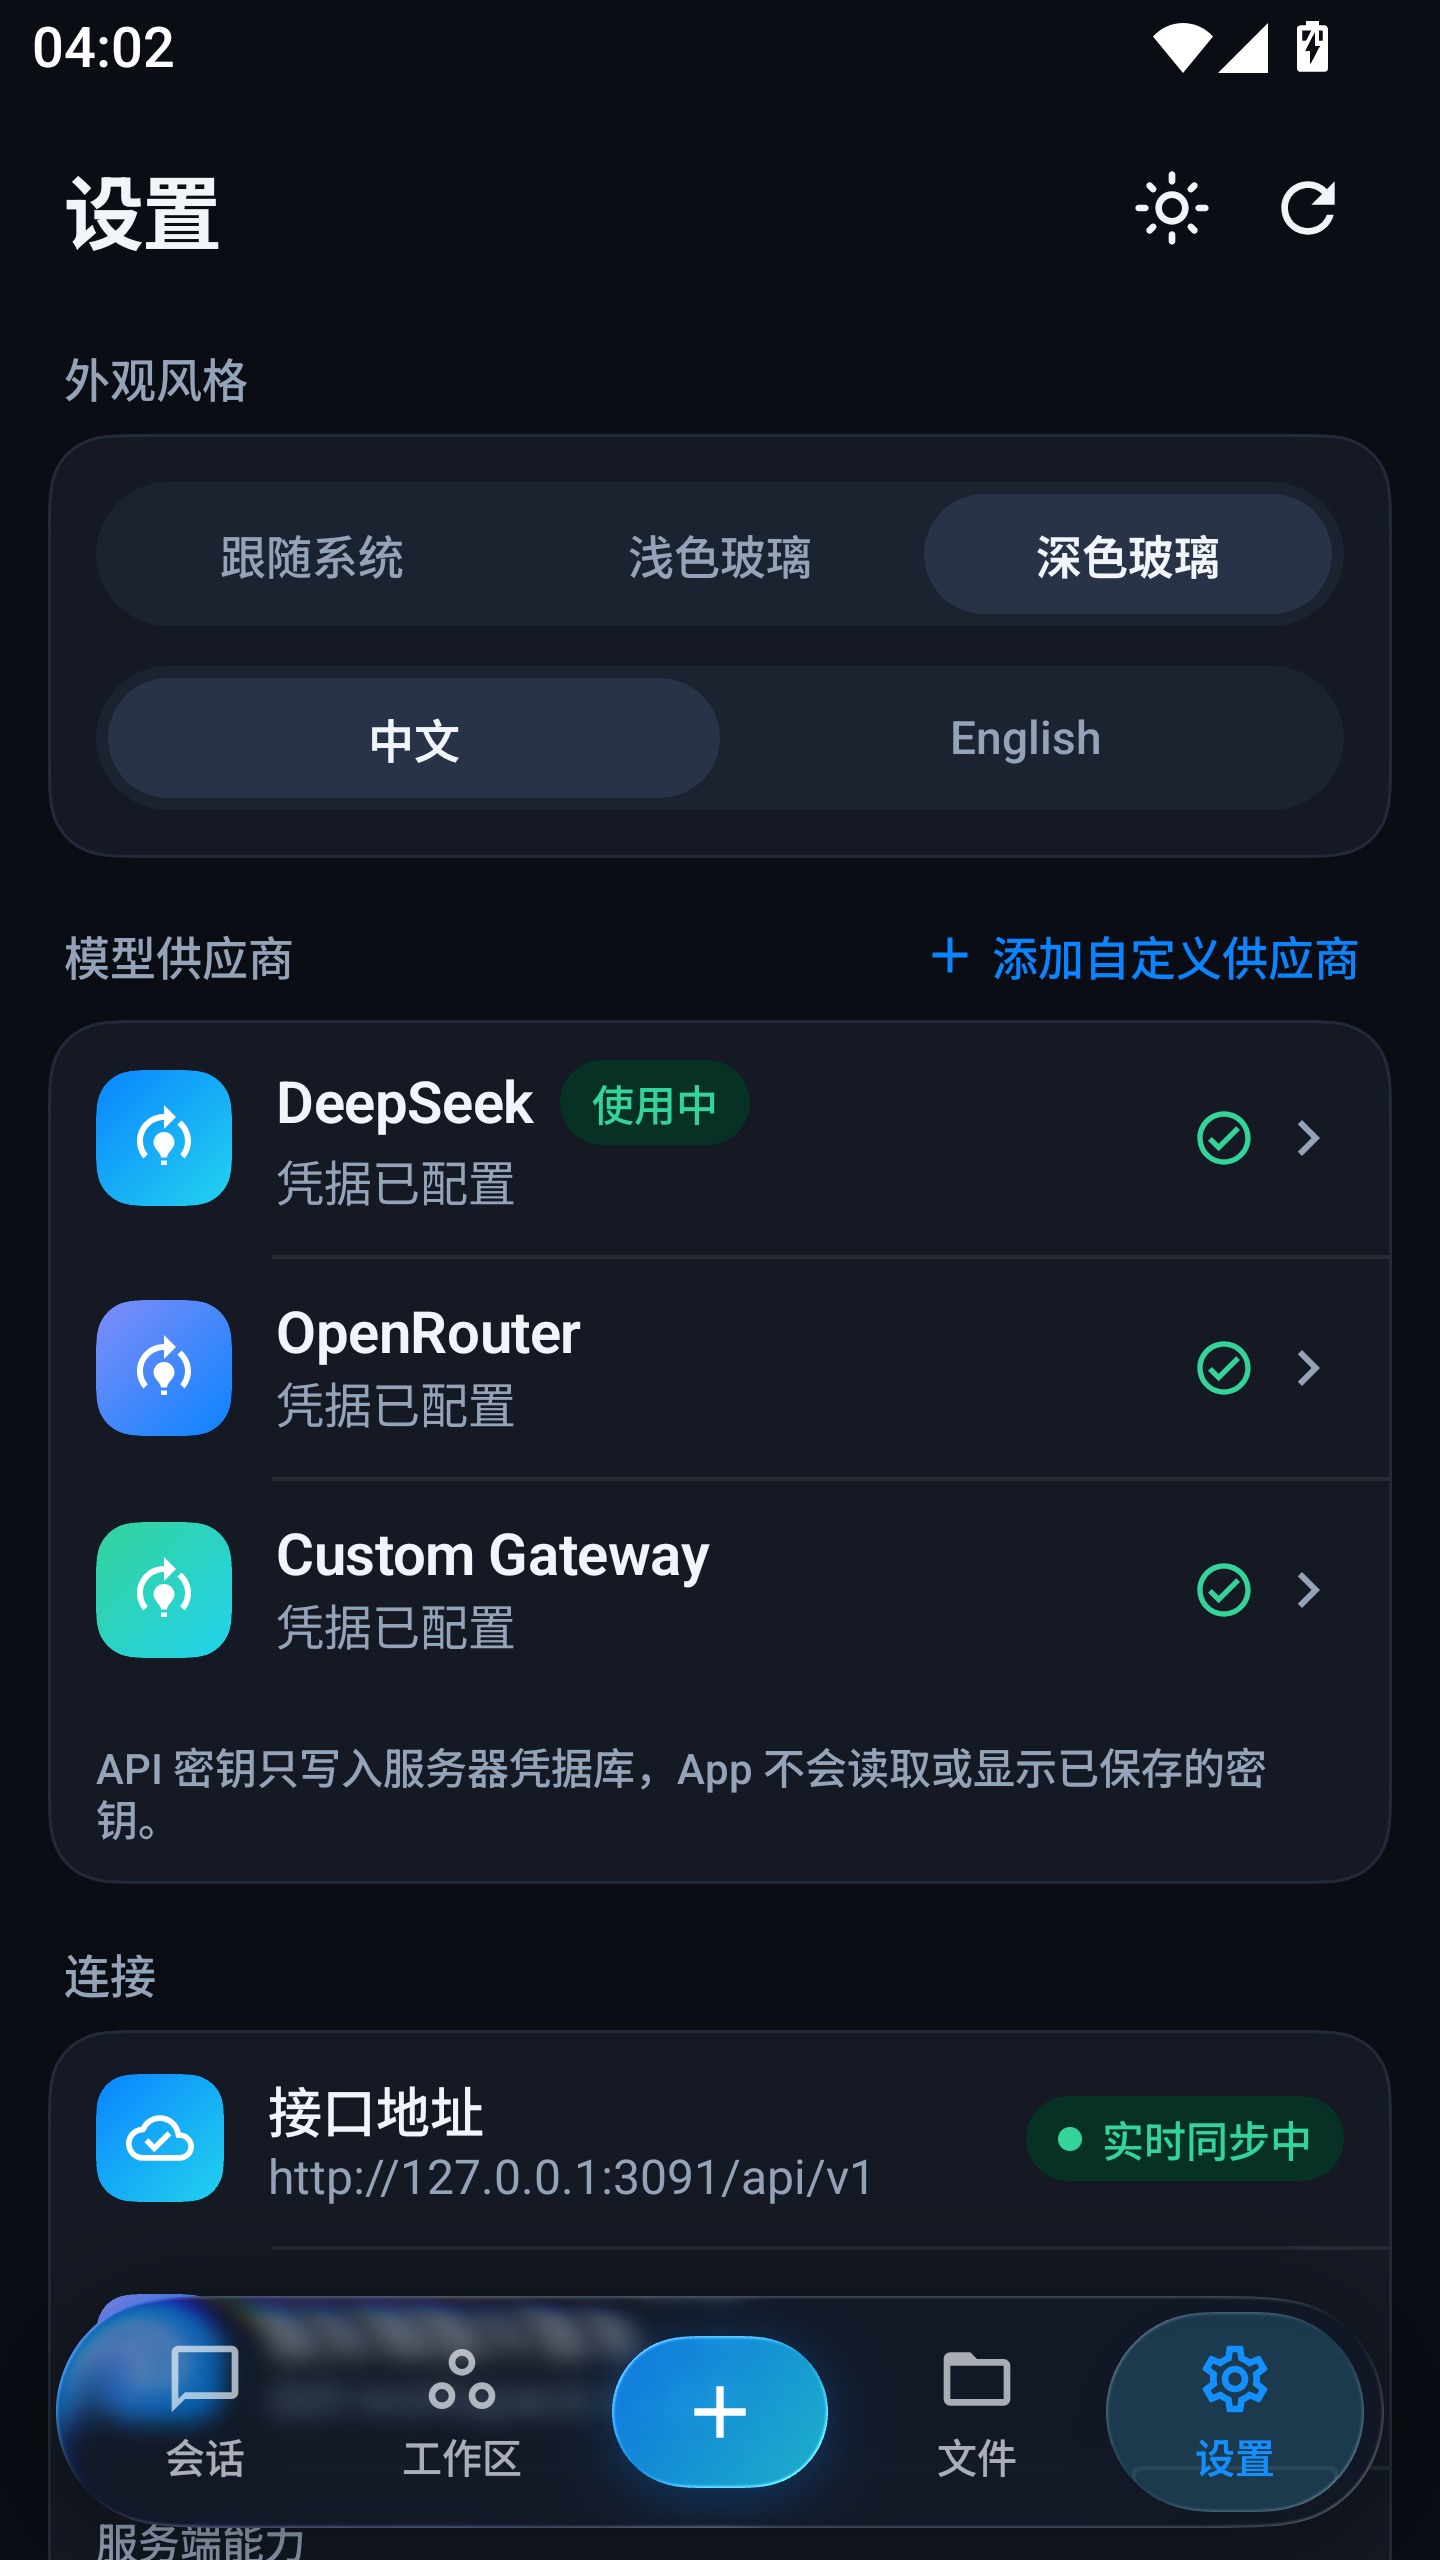 04:02
设置
外观风格
跟随系统 浅色玻璃 深色玻璃
中文 English
模型供应商 + 添加自定义供应商
DeepSeek 使用中
凭据已配置
OpenRouter
凭据已配置
Custom Gateway
凭据已配置
API 密钥只写入服务器凭据库，App 不会读取或显示已保存的密
钥。
连接
接口地址
http://127.0.0.1:3091/api/v1
实时同步中
会话 工作区 文件 设置
服务端能力